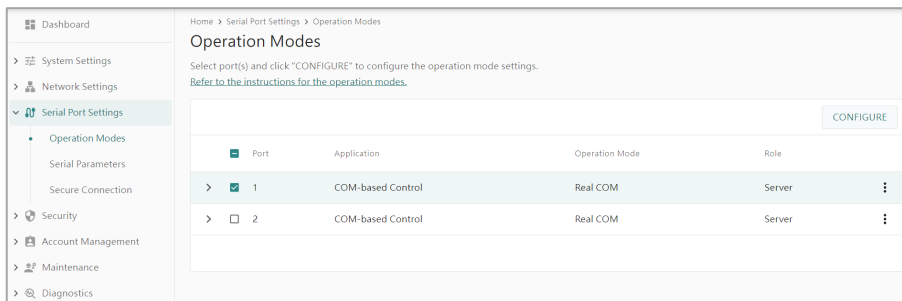 Dashboard
System Settings
Network Settings
Serial Port Settings
Operation Modes
Serial Parameters
Secure Connection
Security
Account Management
Maintenance
Diagnostics
Home > Serial Port Settings > Operation Modes
Operation Modes
Select port(s) and click "CONFIGURE" to configure the operation mode settings.
Refer to the instructions for the operation modes.
CONFIGURE
Port Application Operation Mode Role
1 COM-based Control Real COM Server
2 COM-based Control Real COM Server